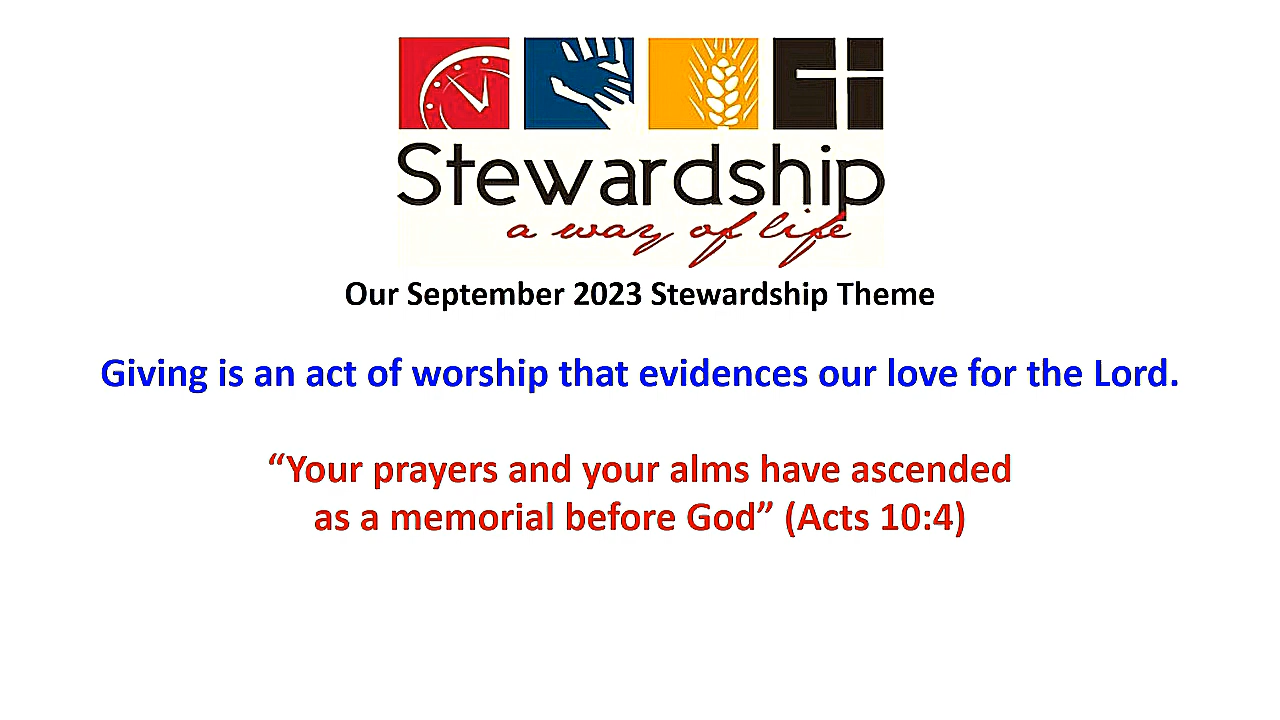 Stewardship
a way of life
Our September 2023 Stewardship Theme
Giving is an act of worship that evidences our love for the Lord.
“Your prayers and your alms have ascended
as a memorial before God” (Acts 10:4)